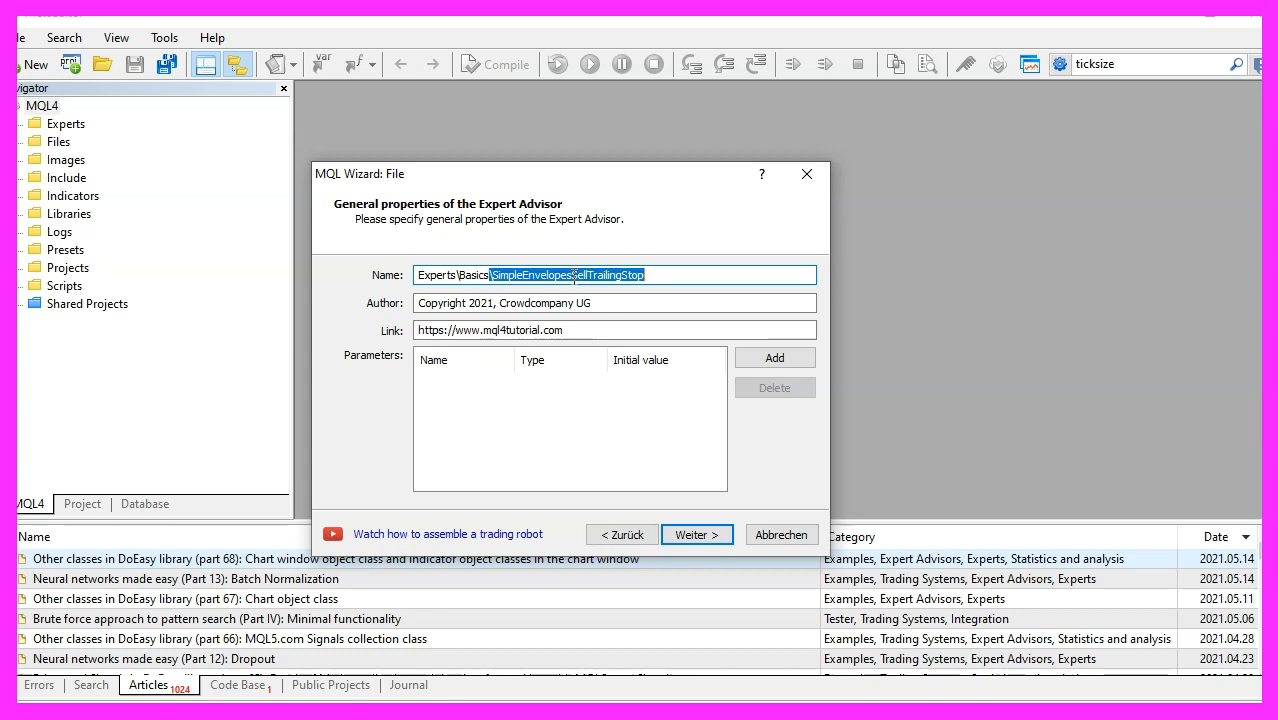 le Search View Tools Help
New Compile ticksize
vigator
MQL4
Experts
Files
Images
Include
Indicators
Libraries
Logs
Presets
Projects
Scripts
Shared Projects
MQL4 Project Database
MQL Wizard: File ?
General properties of the Expert Advisor
Please specify general properties of the Expert Advisor.
Name: Experts\Basics\SimpleEnvelopesSellTrailingStop
Author: Copyright 2021, Crowdcompany UG
Link: https://www.mql4tutorial.com
Parameters: Name Type Initial value Add
Delete
Watch how to assemble a trading robot < Zurück Weiter > Abbrechen
Name Category Date
Other classes in DoEasy library (part 68): Chart window object class and indicator object classes in the chart window Examples, Expert Advisors, Experts, Statistics and analysis 2021.05.14
Neural networks made easy (Part 13): Batch Normalization Examples, Trading Systems, Expert Advisors, Experts 2021.05.14
Other classes in DoEasy library (part 67): Chart object class Examples, Expert Advisors, Experts 2021.05.11
Brute force approach to pattern search (Part IV): Minimal functionality Tester, Trading Systems, Integration 2021.05.06
Other classes in DoEasy library (part 66): MQL5.com Signals collection class Examples, Trading Systems, Expert Advisors, Statistics and analysis 2021.04.28
Neural networks made easy (Part 12): Dropout Examples, Trading Systems, Expert Advisors, Experts 2021.04.23
Errors Search Articles 1024 Code Base 1 Public Projects Journal